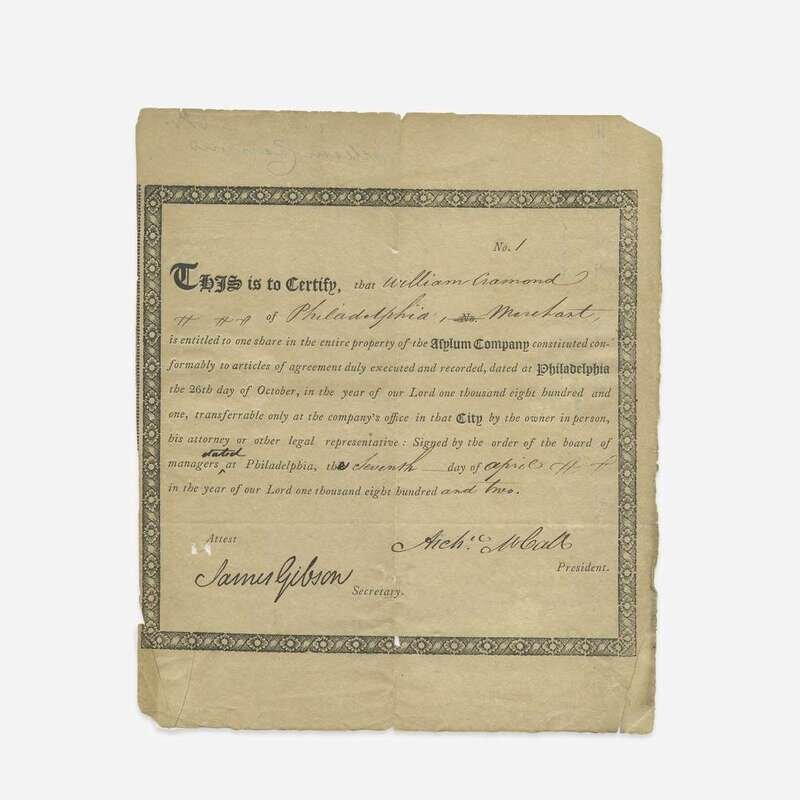 No. 1
THIS is to Certify, that William Cramond
of Philadelphia, No. Merchant,
is entitled to one share in the entire property of the Asylum Company constituted con-
formably to articles of agreement duly executed and recorded, dated at Philadelphia
the 26th day of October, in the year of our Lord one thousand eight hundred and
one, transferrable only at the company's office in that City by the owner in person,
his attorney or other legal representative: Signed by the order of the board of
managers dated at Philadelphia, the Seventh day of April
in the year of our Lord one thousand eight hundred and two.
Attest
Archd. McCall
President.
James Gibson
Secretary.